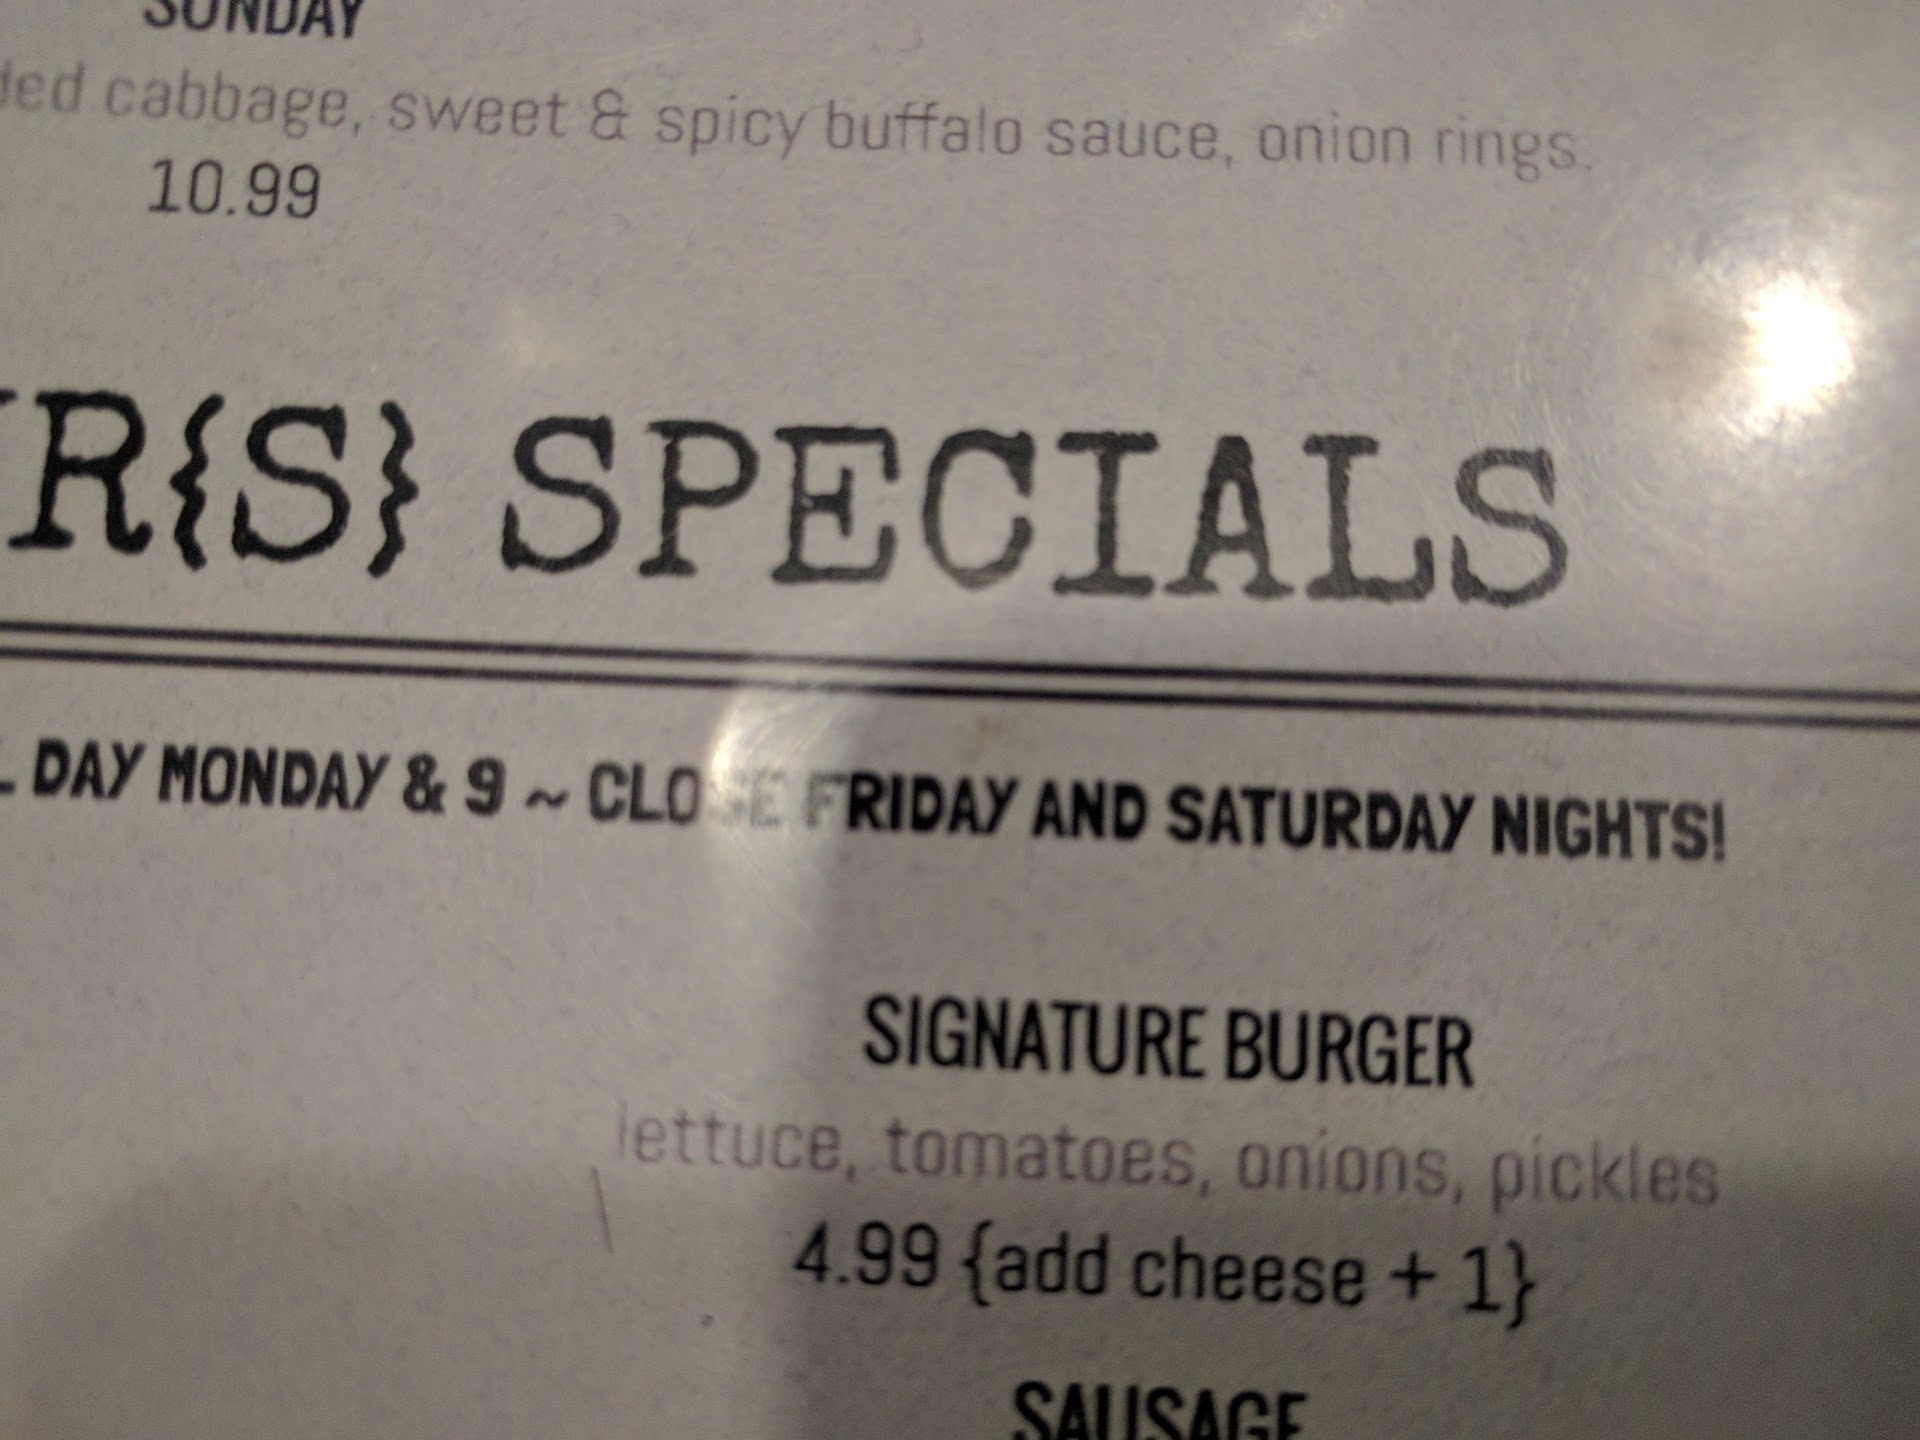 SUNDAY
cabbage, sweet & spicy buffalo sauce, onion rings.
10.99
R{S} SPECIALS
DAY MONDAY & 9 ~ CLOSE FRIDAY AND SATURDAY NIGHTS!
SIGNATURE BURGER
lettuce, tomatoes, onions, pickles
4.99 {add cheese + 1}
SAUSAGE